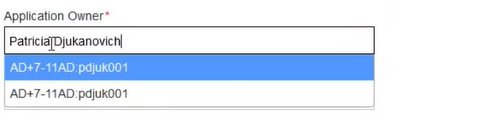 Application Owner*
Patricia Djukanovich
AD+7-11AD:pdjuk001
AD+7-11AD:pdjuk001